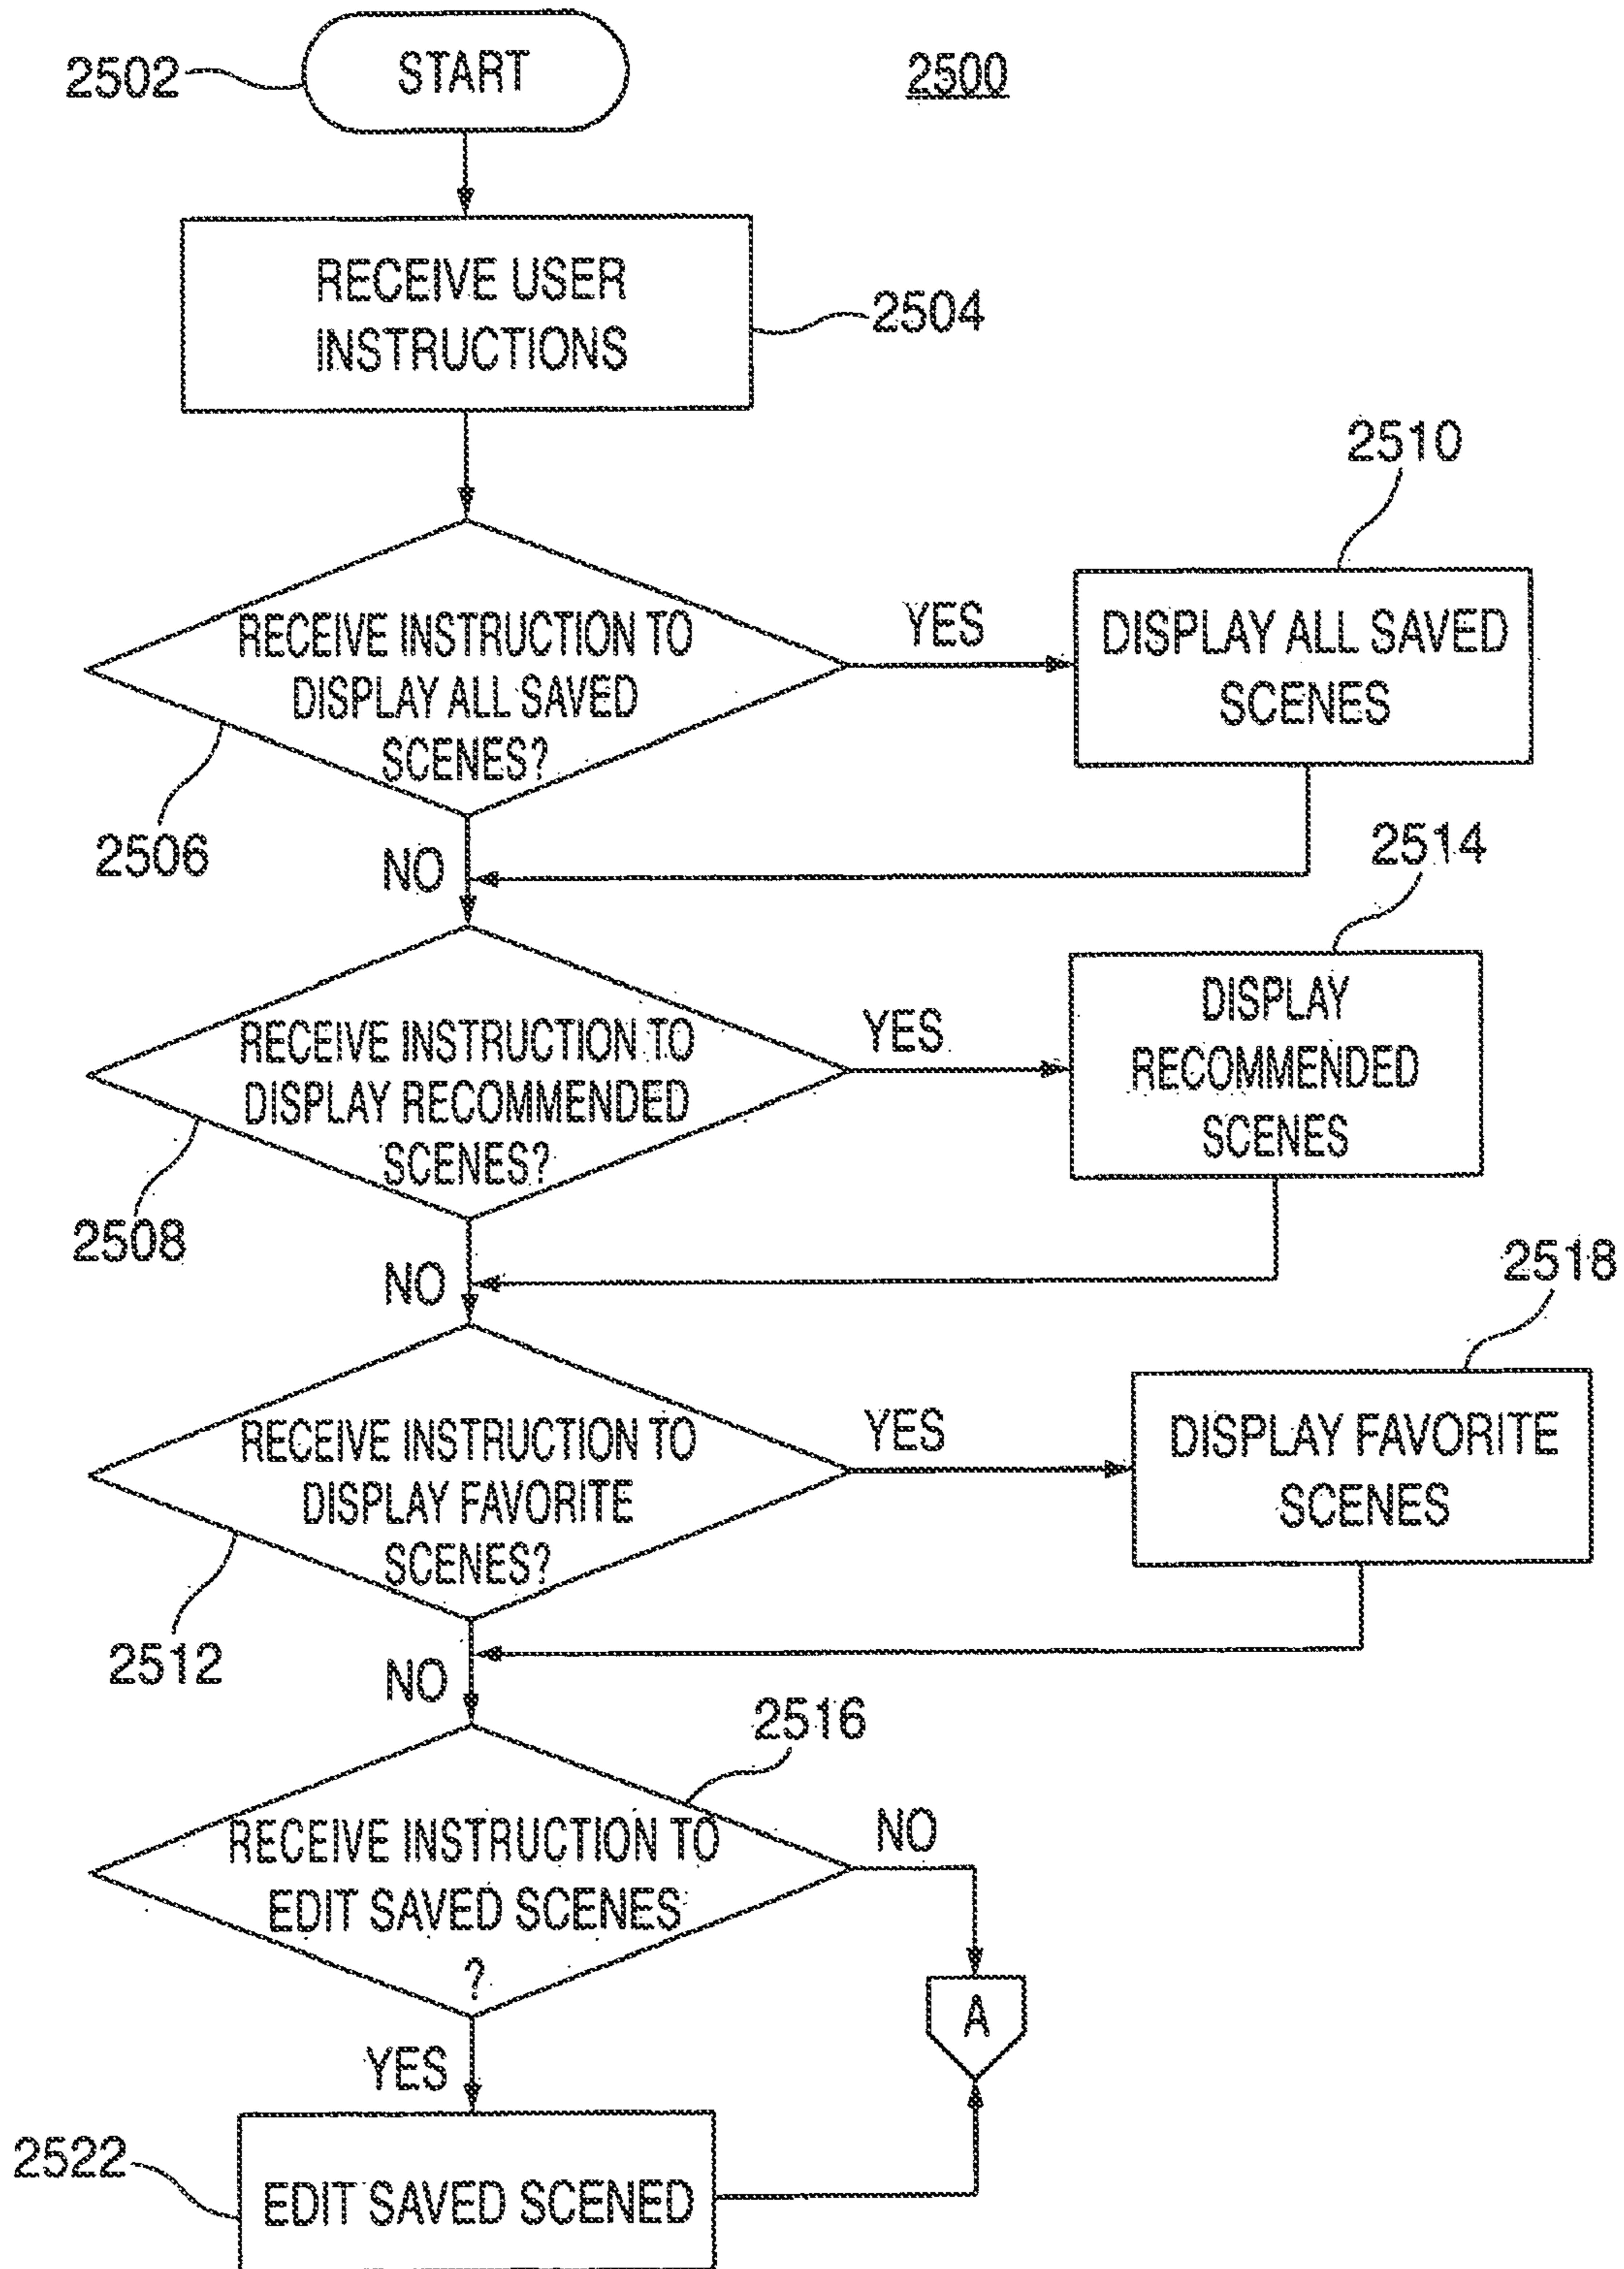 2502
START
2500
RECEIVE USER
INSTRUCTIONS
2504
2510
RECEIVE INSTRUCTION TO
DISPLAY ALL SAVED
SCENES?
YES
DISPLAY ALL SAVED
SCENES
2506
NO
2514
RECEIVE INSTRUCTION TO
DISPLAY RECOMMENDED
SCENES?
YES
DISPLAY
RECOMMENDED
SCENES
2508
NO
2518
RECEIVE INSTRUCTION TO
DISPLAY FAVORITE
SCENES?
YES
DISPLAY FAVORITE
SCENES
2512
NO
2516
RECEIVE INSTRUCTION TO
EDIT SAVED SCENES
?
NO
A
YES
2522
EDIT SAVED SCENED